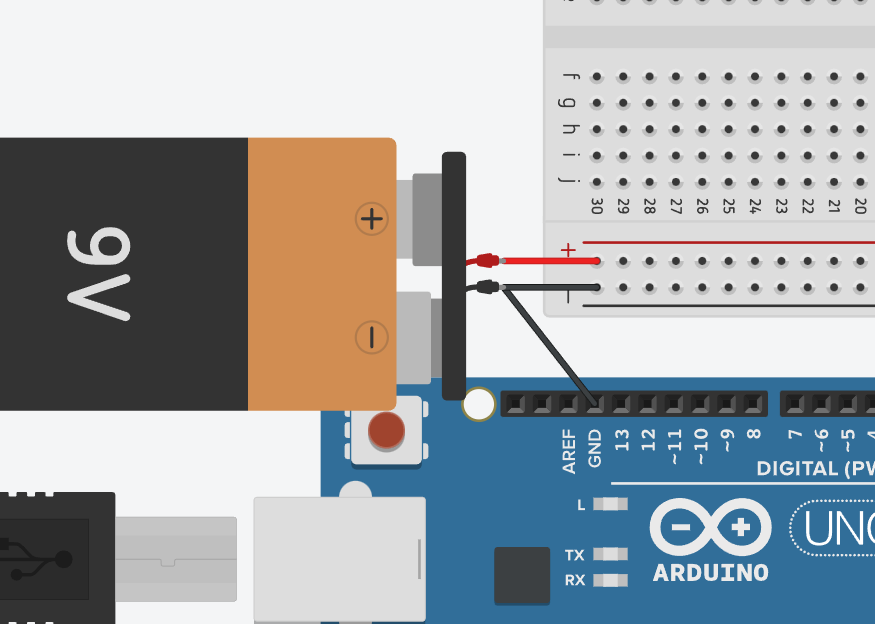 f
g
h
i
j
30 29 28 27 26 25 24 23 22 21 20
+
−
9V
+
−
AREF GND 13 12 ~11 ~10 ~9 8 7 ~6 ~5
DIGITAL (PW
L
TX
RX
UNO
ARDUINO